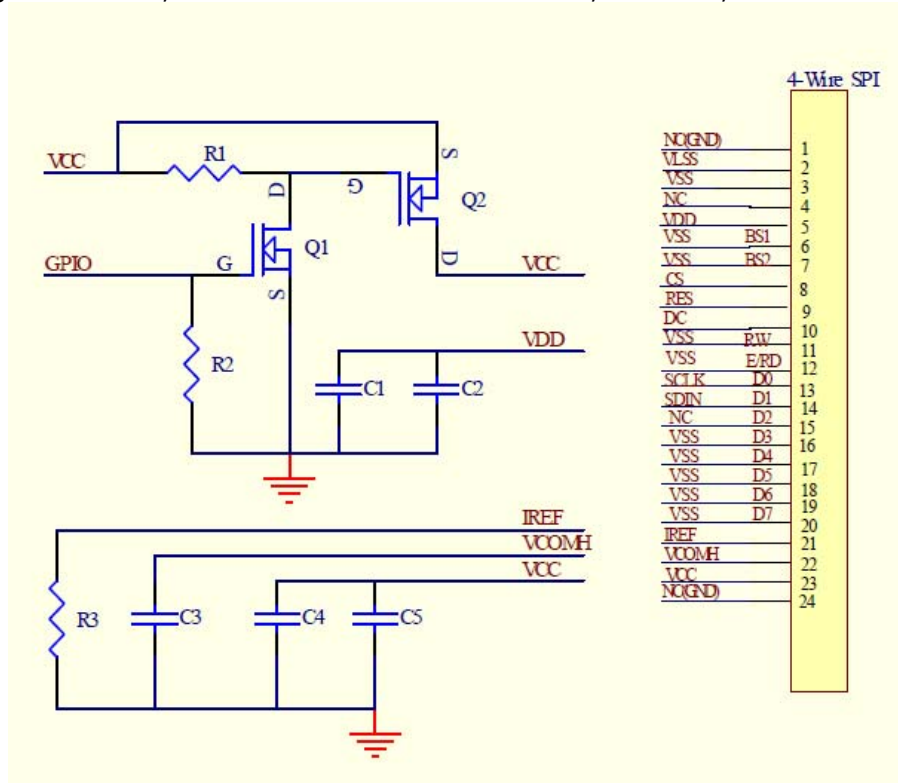 4-Wire SPI
VCC
R1
D
G
S
Q2
D
VCC
GPIO
G
Q1
S
R2
VDD
C1
C2
IREF
VCOMH
VCC
R3
C3
C4
C5
NC(GND) 1
VLSS 2
VSS 3
NC 4
VDD 5
VSS BS1 6
VSS BS2 7
CS 8
RES 9
DC 10
VSS R/W 11
VSS E/RD 12
SCLK D0 13
SDIN D1 14
NC D2 15
VSS D3 16
VSS D4 17
VSS D5 18
VSS D6 19
VSS D7 20
IREF 21
VCOMH 22
VCC 23
NC(GND) 24